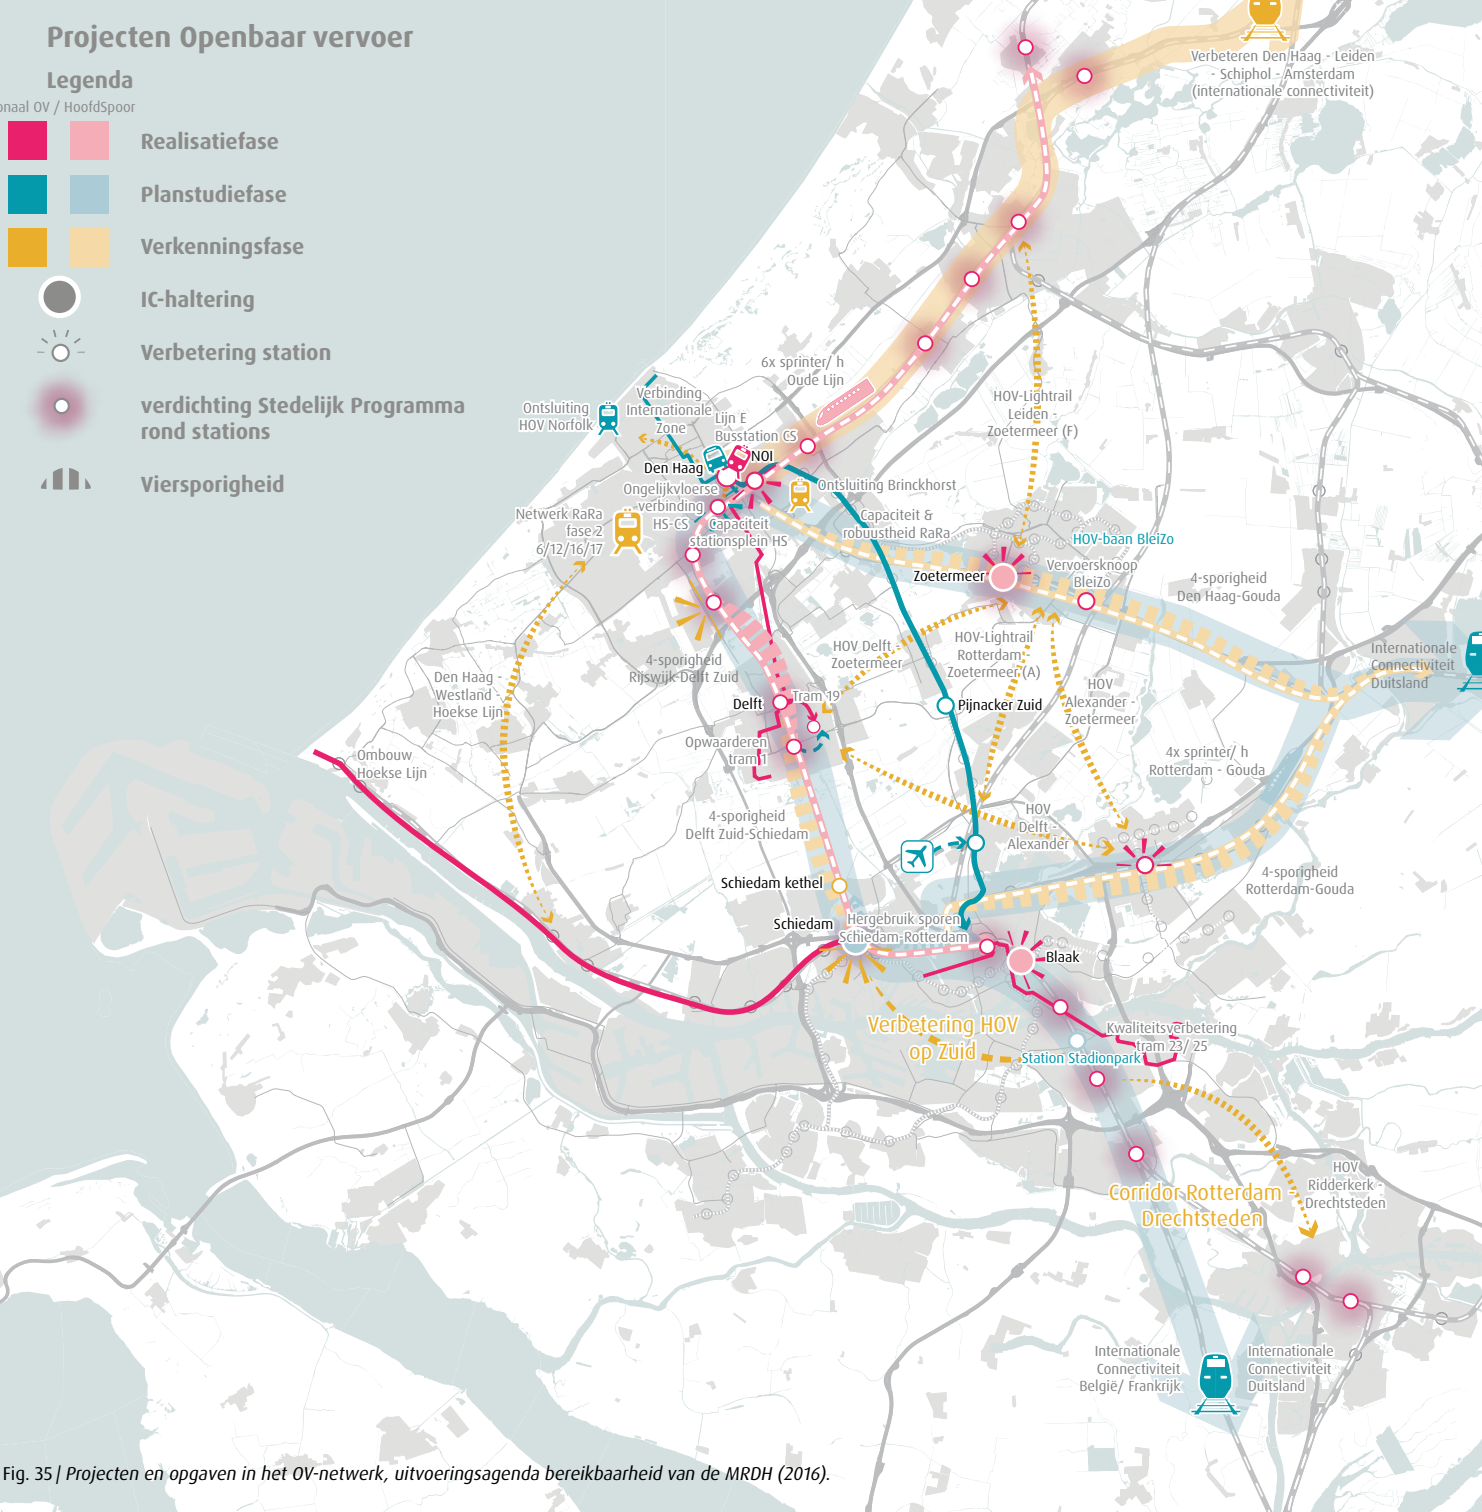 Projecten Openbaar vervoer
Legenda
onaal OV / HoofdSpoor
Realisatiefase
Planstudiefase
Verkenningsfase
IC-haltering
Verbetering station
verdichting Stedelijk Programma
rond stations
Viersporigheid
Verbeteren Den Haag - Leiden
- Schiphol - Amsterdam
(internationale connectiviteit)
6x sprinter/ h
Oude Lijn
HOV-Lightrail
Leiden -
Zoetermeer (F)
Verbinding
Internationale
Zone
Ontsluiting
HOV Norfolk
Lijn E
Busstation CS
NOI
Den Haag
Ongelijkvloerse
verbinding
HS-CS
Capaciteit
stationsplein HS
Ontsluiting Brinckhorst
Capaciteit &
robuustheid RaRa
Netwerk RaRa
fase 2
6/12/16/17
HOV-baan BleiZo
Vervoersknoop
BleiZo
Zoetermeer
4-sporigheid
Den Haag-Gouda
Internationale
Connectiviteit
Duitsland
HOV Delft -
Zoetermeer
HOV-Lightrail
Rotterdam -
Zoetermeer (A)
HOV
Alexander -
Zoetermeer
4-sporigheid
Rijswijk-Delft Zuid
Den Haag -
Westland -
Hoekse Lijn
Delft
Tram 19
Pijnacker Zuid
Opwaarderen
tram 1
4x sprinter/ h
Rotterdam - Gouda
Ombouw
Hoekse Lijn
4-sporigheid
Delft Zuid-Schiedam
HOV
Delft -
Alexander
Schiedam kethel
4-sporigheid
Rotterdam-Gouda
Schiedam
Hergebruik sporen
Schiedam-Rotterdam
Blaak
Verbetering HOV
op Zuid
Kwaliteitsverbetering
tram 23/ 25
Station Stadionpark
HOV
Ridderkerk -
Drechtsteden
Corridor Rotterdam -
Drechtsteden
Internationale
Connectiviteit
België/ Frankrijk
Internationale
Connectiviteit
Duitsland
Fig. 35 / Projecten en opgaven in het OV-netwerk, uitvoeringsagenda bereikbaarheid van de MRDH (2016).